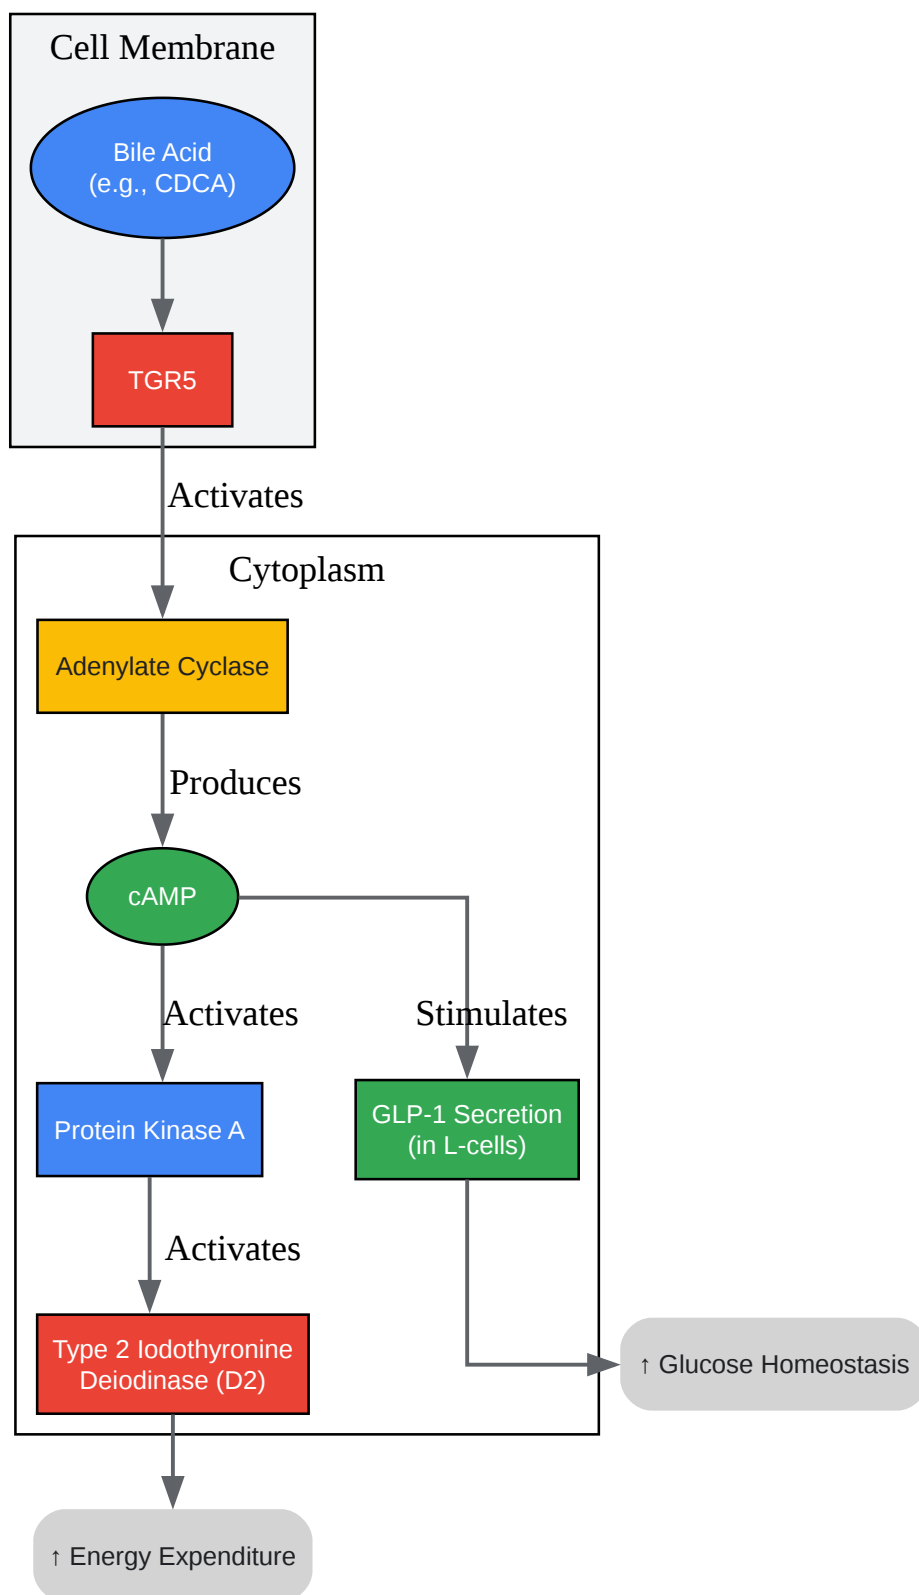 Cell Membrane
Bile Acid
(e.g., CDCA)
TGR5
Activates
Cytoplasm
Adenylate Cyclase
Produces
cAMP
Activates
Stimulates
Protein Kinase A
GLP-1 Secretion
(in L-cells)
Activates
Type 2 Iodothyronine
Deiodinase (D2)
↑ Glucose Homeostasis
↑ Energy Expenditure